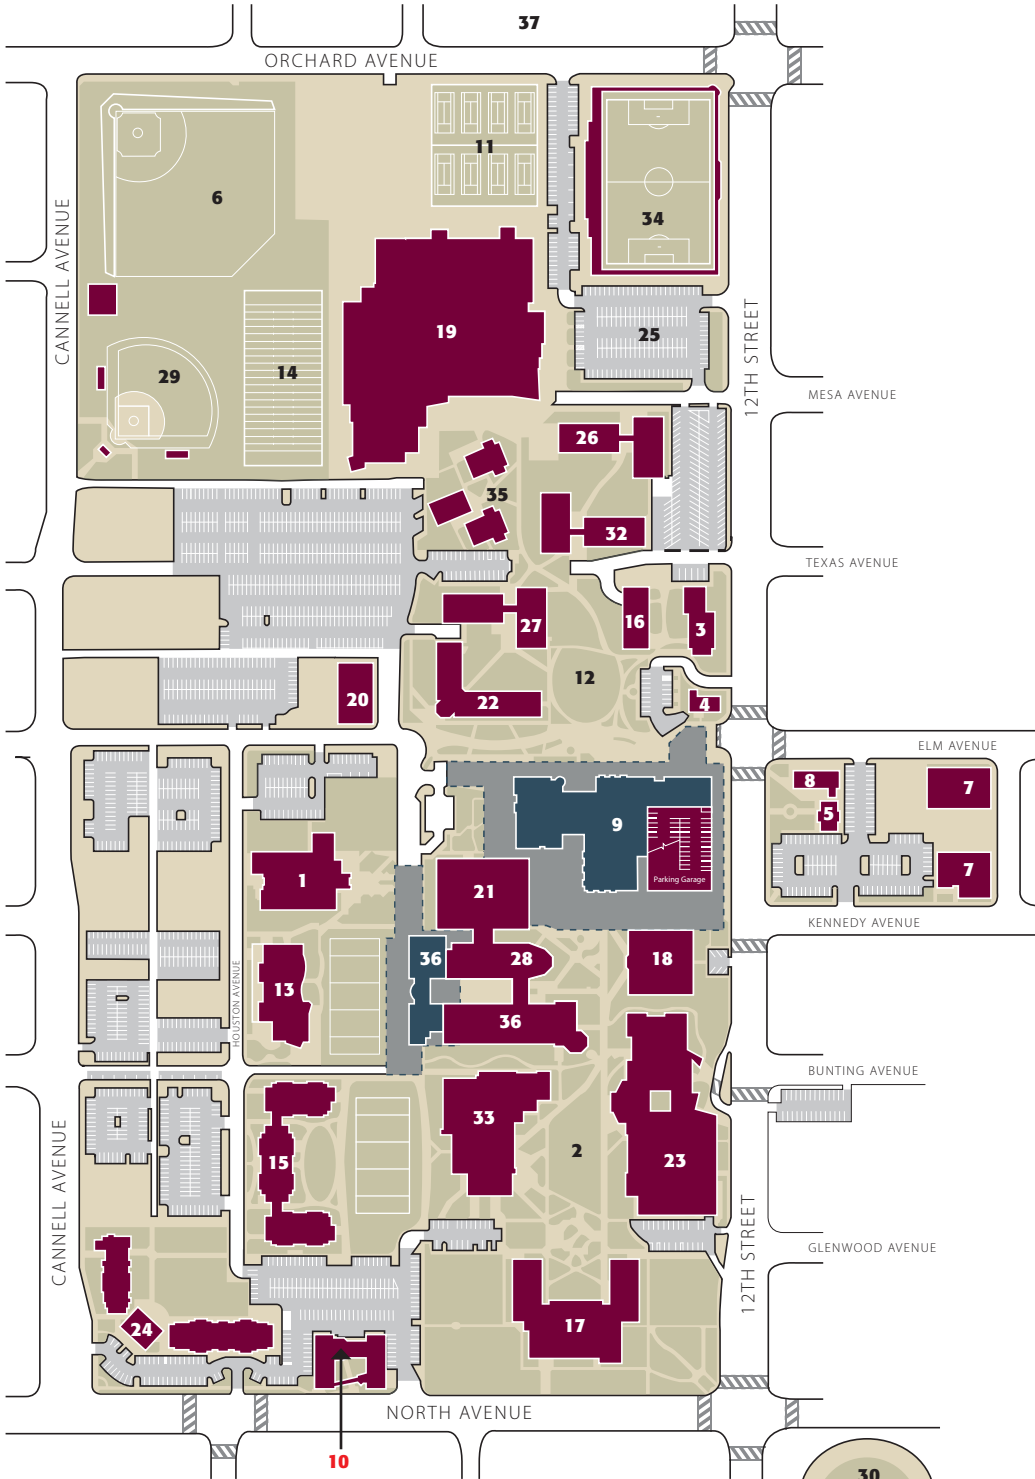 37
ORCHARD AVENUE
11
6
34
CANNELL AVENUE
19
25
12TH STREET
29
14
MESA AVENUE
26
35
32
TEXAS AVENUE
16
27
3
12
20
22
4
ELM AVENUE
8
7
5
9
Parking Garage
1
21
7
KENNEDY AVENUE
36
28
18
13
HOUSTON AVENUE
36
BUNTING AVENUE
33
2
15
23
CANNELL AVENUE
12TH STREET
GLENWOOD AVENUE
24
17
NORTH AVENUE
10
30